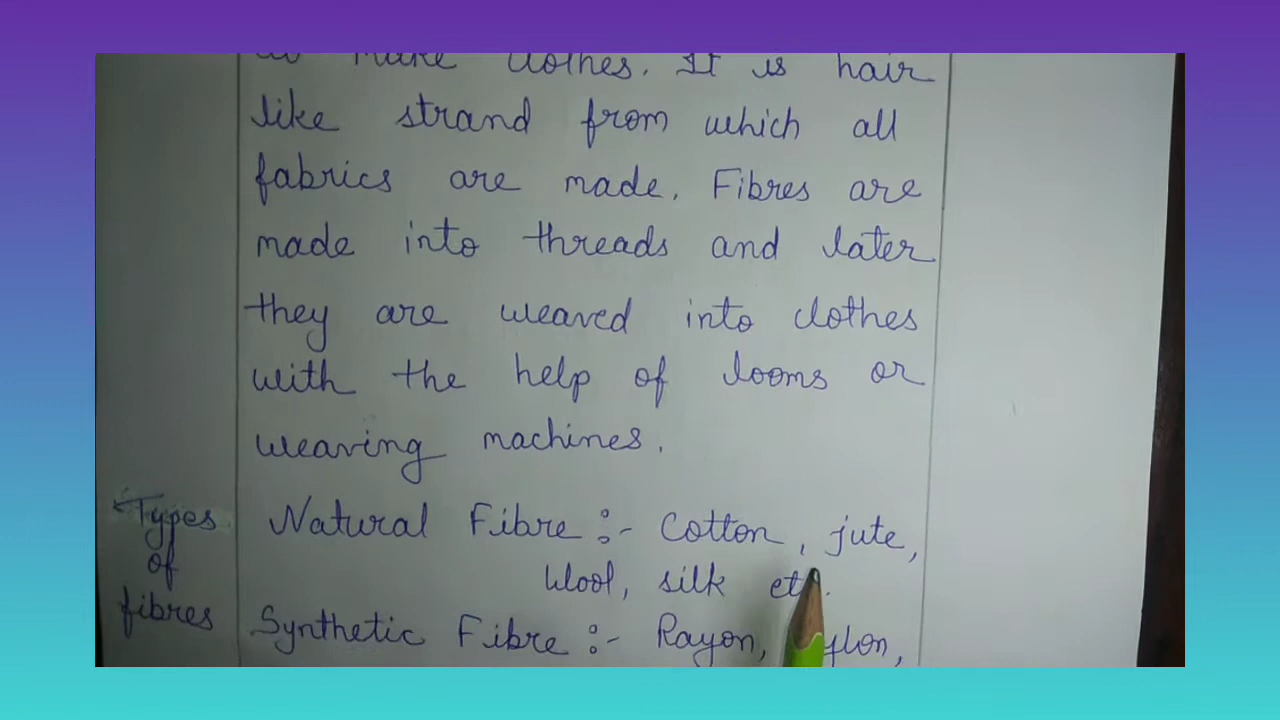 to make clothes. It is hair
like strand from which all
fabrics are made. Fibres are
made into threads and later
they are weaved into clothes
with the help of looms or
weaving machines.
Types
of
fibres
Natural Fibre :- Cotton, jute,
Wool, silk
Synthetic Fibre :- Rayon,